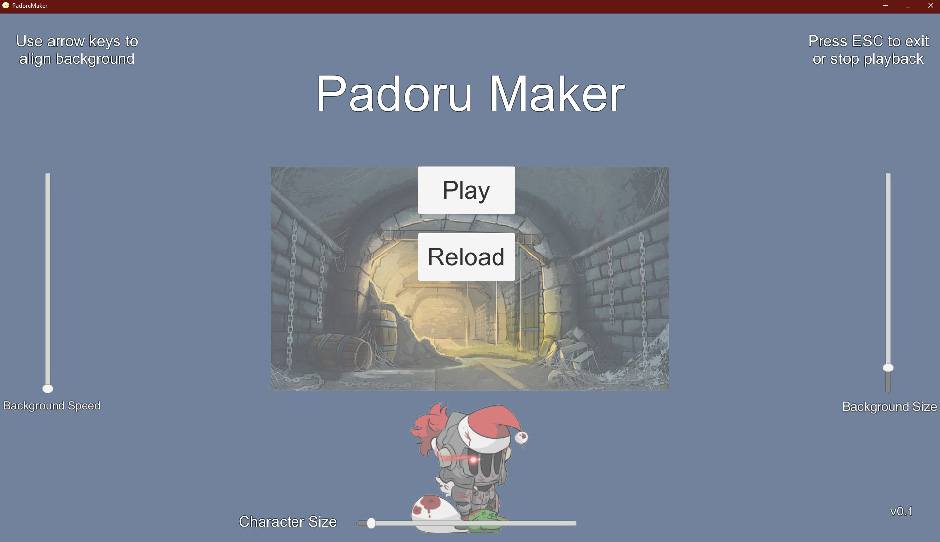 PadoruMaker
Use arrow keys to
align background
Press ESC to exit
or stop playback
Padoru Maker
Play
Reload
Background Speed
Background Size
Character Size
v0.1